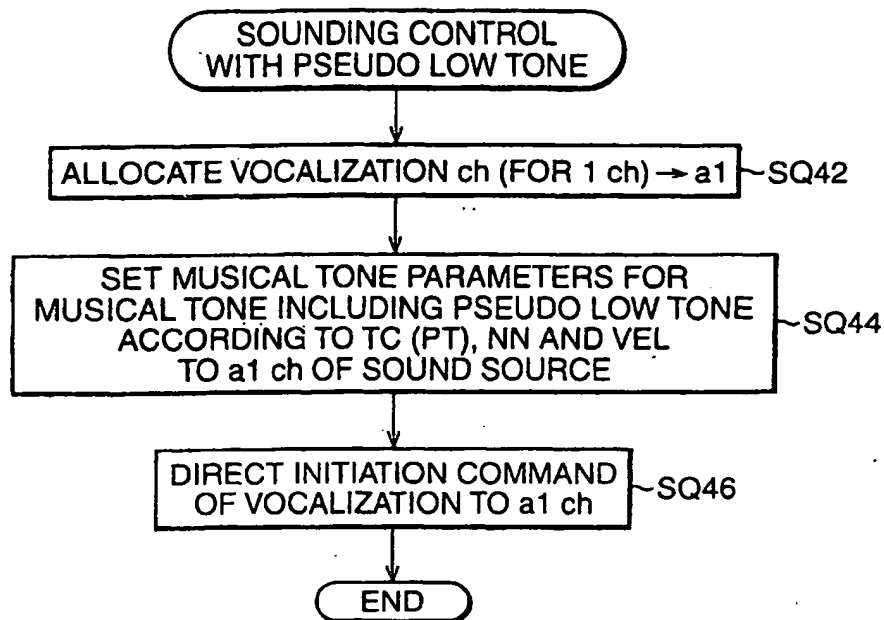 SOUNDING CONTROL
WITH PSEUDO LOW TONE
ALLOCATE VOCALIZATION ch (FOR 1 ch) → a1
SQ42
SET MUSICAL TONE PARAMETERS FOR
MUSICAL TONE INCLUDING PSEUDO LOW TONE
ACCORDING TO TC (PT), NN AND VEL
TO a1 ch OF SOUND SOURCE
SQ44
DIRECT INITIATION COMMAND
OF VOCALIZATION TO a1 ch
SQ46
END